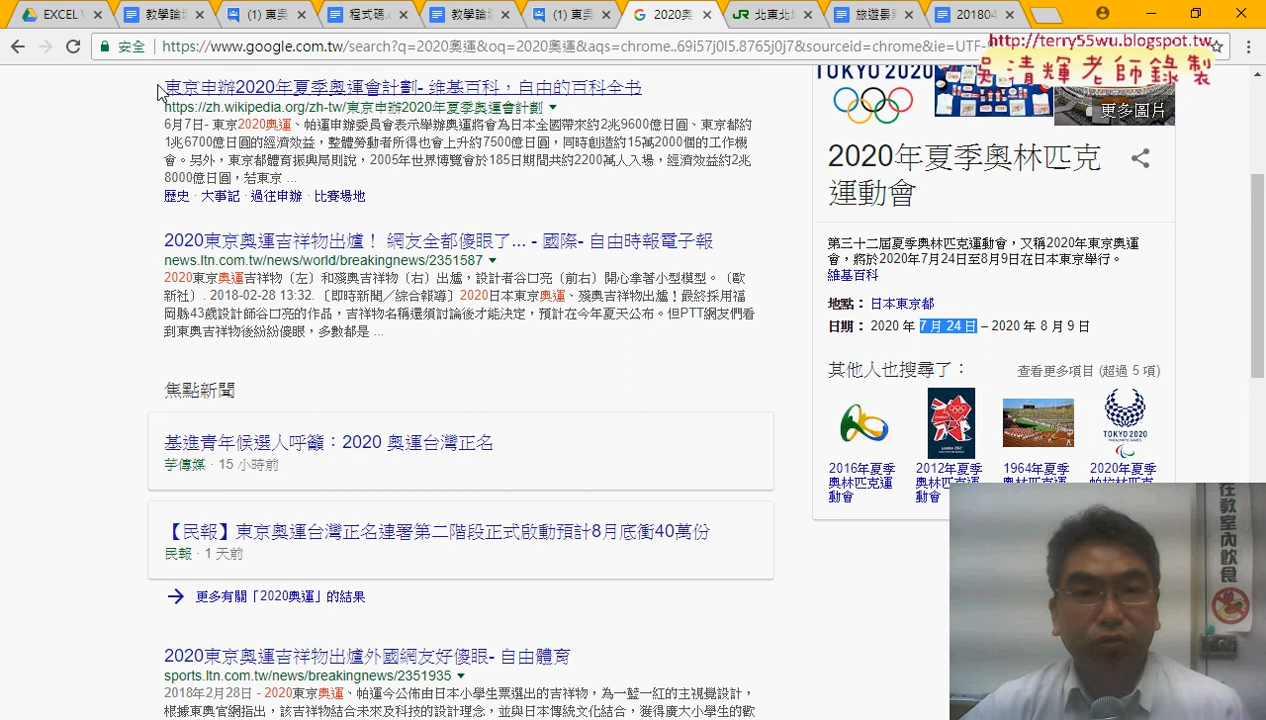 EXCEL V
教學論壇
(1) 東吳
程式碼.
教學論壇
(1) 東吳
2020奧
北東北地
旅遊景
201804
安全
https://www.google.com.tw/search?q=2020奧運&oq=2020奧運&aqs=chrome..69i57j0l5.8765j0j7&sourceid=chrome&ie=UTF-
http://terry55wu.blogspot.tw
吳清輝老師錄製
東京申辦2020年夏季奧運會計劃- 維基百科，自由的百科全书
https://zh.wikipedia.org/zh-tw/東京申辦2020年夏季奧運會計劃
6月7日- 東京2020奧運、帕運申辦委員會表示舉辦奧運將會為日本全國帶來約2兆9600億日圓、東京都約
1兆6700億日圓的經濟效益，整體勞動者所得也會上升約7500億日圓，同時創造約15萬2000個的工作機
會。另外，東京都體育振興局則說，2005年世界博覽會於185日期間共約2200萬人入場，經濟效益約2兆
8000億日圓，若東京 ...
歷史 · 大事記 · 過往申辦 · 比賽場地
2020東京奧運吉祥物出爐！ 網友全都傻眼了... - 國際- 自由時報電子報
news.ltn.com.tw/news/world/breakingnews/2351587
2020東京奧運吉祥物〔左〕和殘奧吉祥物〔右〕出爐，設計者谷口亮〔前右〕開心拿著小型模型。〔歐
新社〕. 2018-02-28 13:32. 〔即時新聞／綜合報導〕2020日本東京奧運、殘奧吉祥物出爐！最終採用福
岡縣43歲設計師谷口亮的作品，吉祥物名稱還須討論後才能決定，預計在今年夏天公布。但PTT網友們看
到東奧吉祥物後紛紛傻眼，多數都是 ...
焦點新聞
基進青年候選人呼籲：2020 奧運台灣正名
芋傳媒 · 15 小時前
【民報】東京奧運台灣正名連署第二階段正式啟動預計8月底衝40萬份
民報 · 1 天前
更多有關「2020奧運」的結果
2020東京奧運吉祥物出爐外國網友好傻眼- 自由體育
sports.ltn.com.tw/news/breakingnews/2351935
2018年2月28日 - 2020東京奧運、帕運今公佈由日本小學生票選出的吉祥物，為一藍一紅的主視覺設計，
根據東奧官網指出，該吉祥物結合未來及科技的設計理念，並與日本傳統文化結合，獲得廣大小學生的歡
TOKYO 2020
更多圖片
2020年夏季奧林匹克
運動會
第三十二屆夏季奧林匹克運動會，又稱2020年東京奧運
會，將於2020年7月24日至8月9日在日本東京舉行。
維基百科
地點： 日本東京都
日期： 2020 年 7 月 24 日 – 2020 年 8 月 9 日
其他人也搜尋了：
查看更多項目 (超過 5 項)
TOKYO 2020
2016年夏季
奧林匹克運
動會
2012年夏季
奧林匹克運
動會
1964年夏季
奧林匹克運
2020年夏季
帕拉林匹克
在教室內飲食